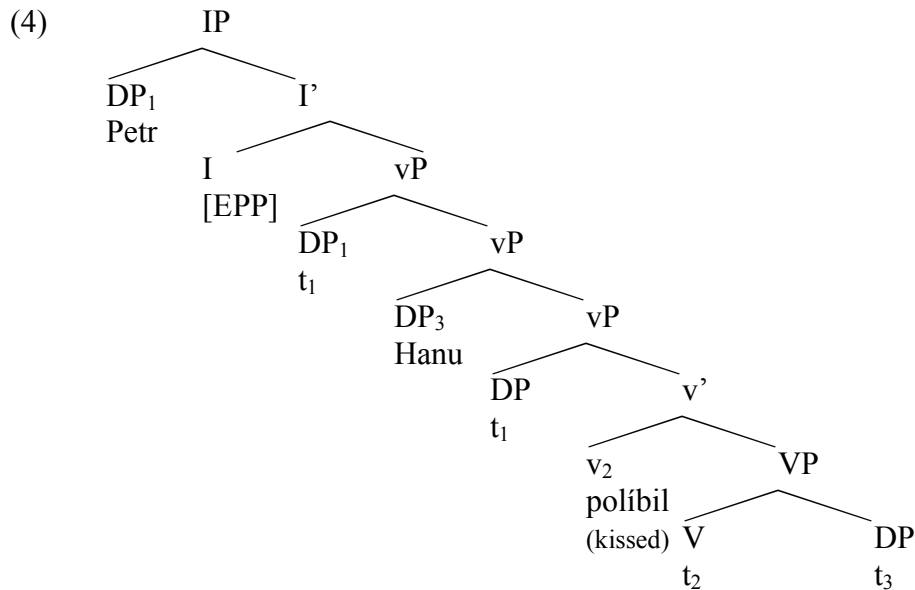 (4) IP
DP₁ I’
Petr
I vP
[EPP]
DP₁ vP
t₁
DP₃ vP
Hanu
DP v’
t₁
v₂ VP
políbil
(kissed) V DP
t₂ t₃